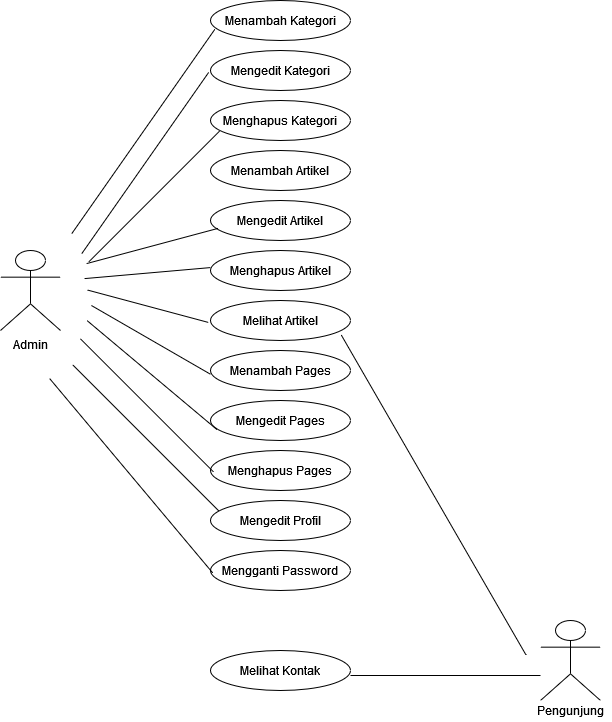 Menambah Kategori
Mengedit Kategori
Menghapus Kategori
Menambah Artikel
Mengedit Artikel
Menghapus Artikel
Melihat Artikel
Admin
Menambah Pages
Mengedit Pages
Menghapus Pages
Mengedit Profil
Mengganti Password
Melihat Kontak
Pengunjung